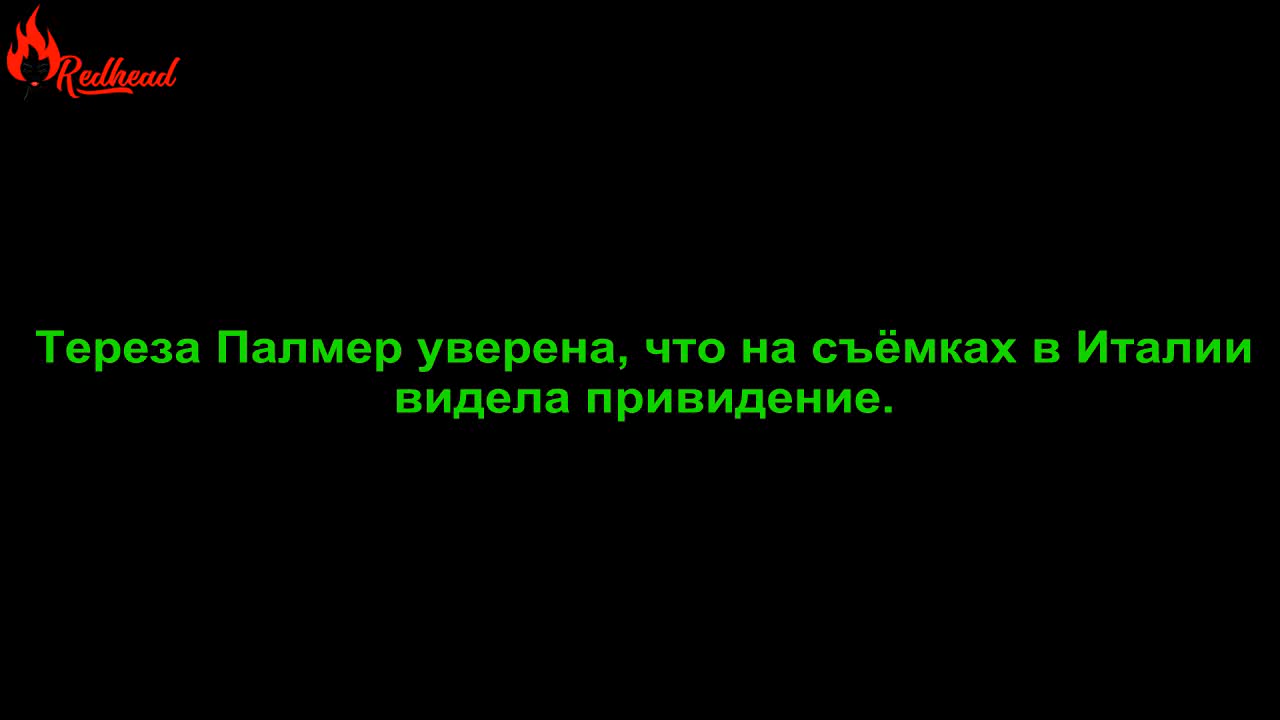 Redhead
Тереза Палмер уверена, что на съёмках в Италии
видела привидение.